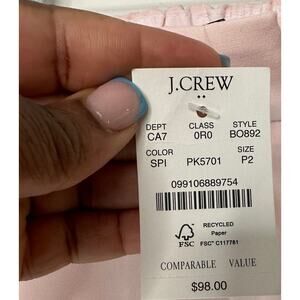 J.CREW
DEPT CLASS STYLE
CA7 0R0 BO892
COLOR SIZE
SPI PK5701 P2
099106889754
RECYCLED
Paper
FSC FSC® C117781
COMPARABLE VALUE
$98.00